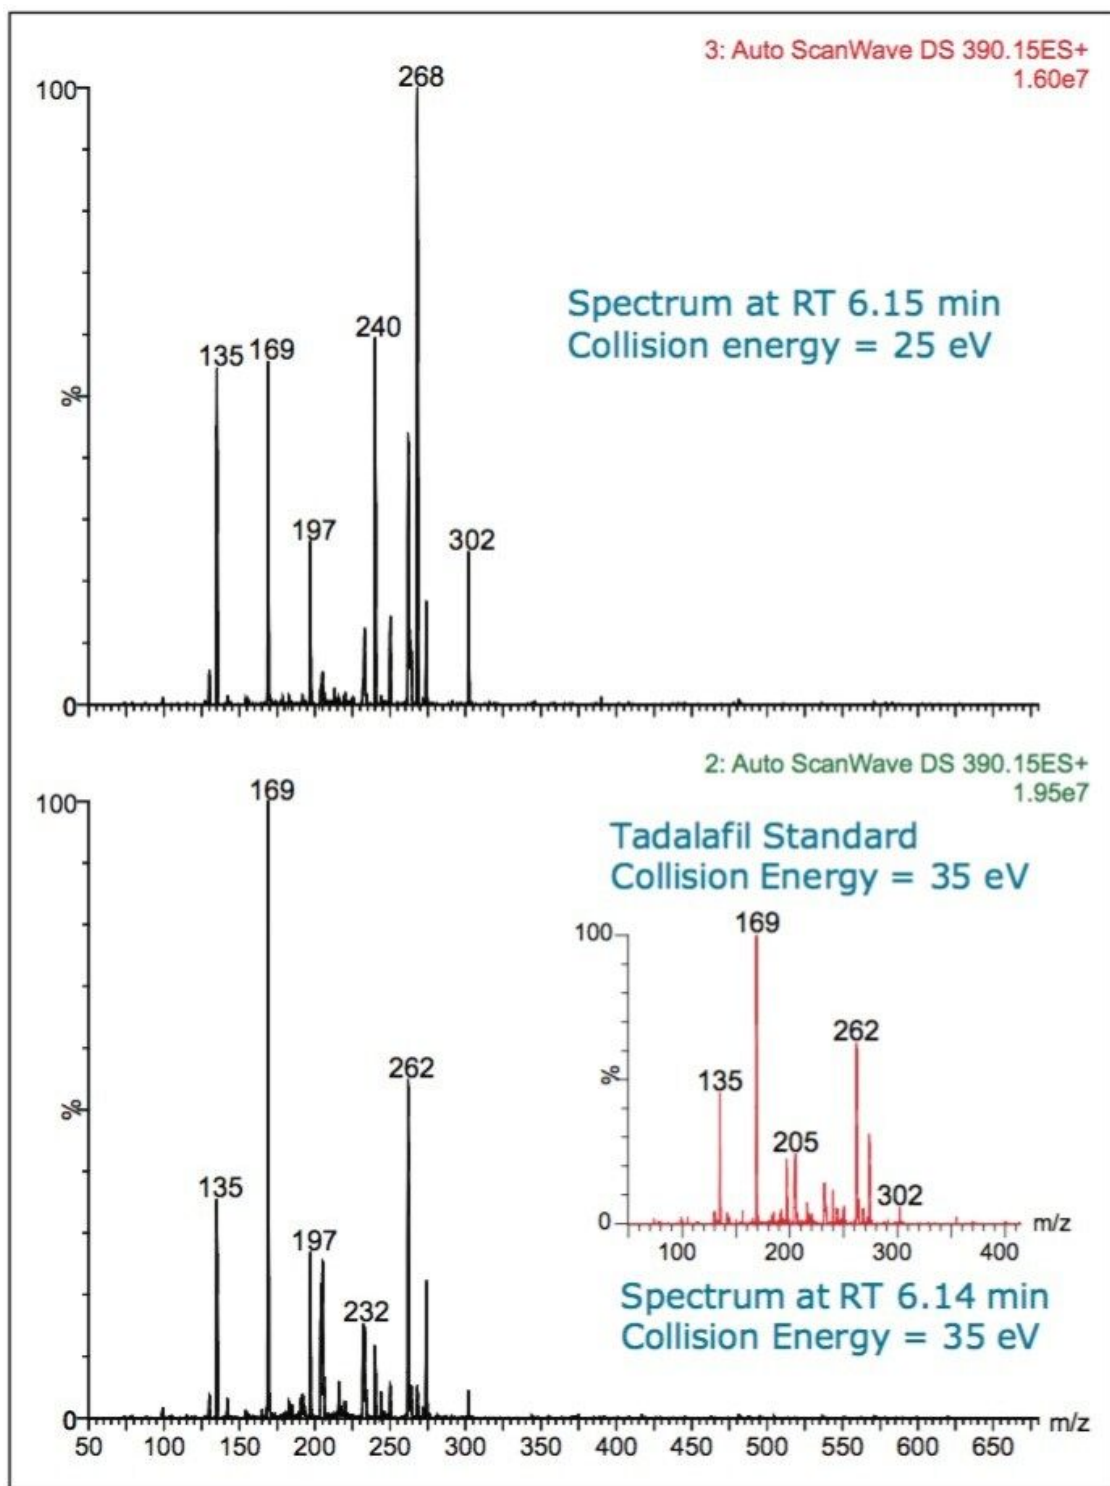 3: Auto ScanWave DS 390.15ES+
1.60e7
100
%
0
268
240
135
169
197
302
Spectrum at RT 6.15 min
Collision energy = 25 eV
2: Auto ScanWave DS 390.15ES+
1.95e7
100
%
0
169
262
135
197
232
Tadalafil Standard
Collision Energy = 35 eV
100
%
0
169
262
135
205
302
100 200 300 400 m/z
Spectrum at RT 6.14 min
Collision Energy = 35 eV
m/z
50 100 150 200 250 300 350 400 450 500 550 600 650